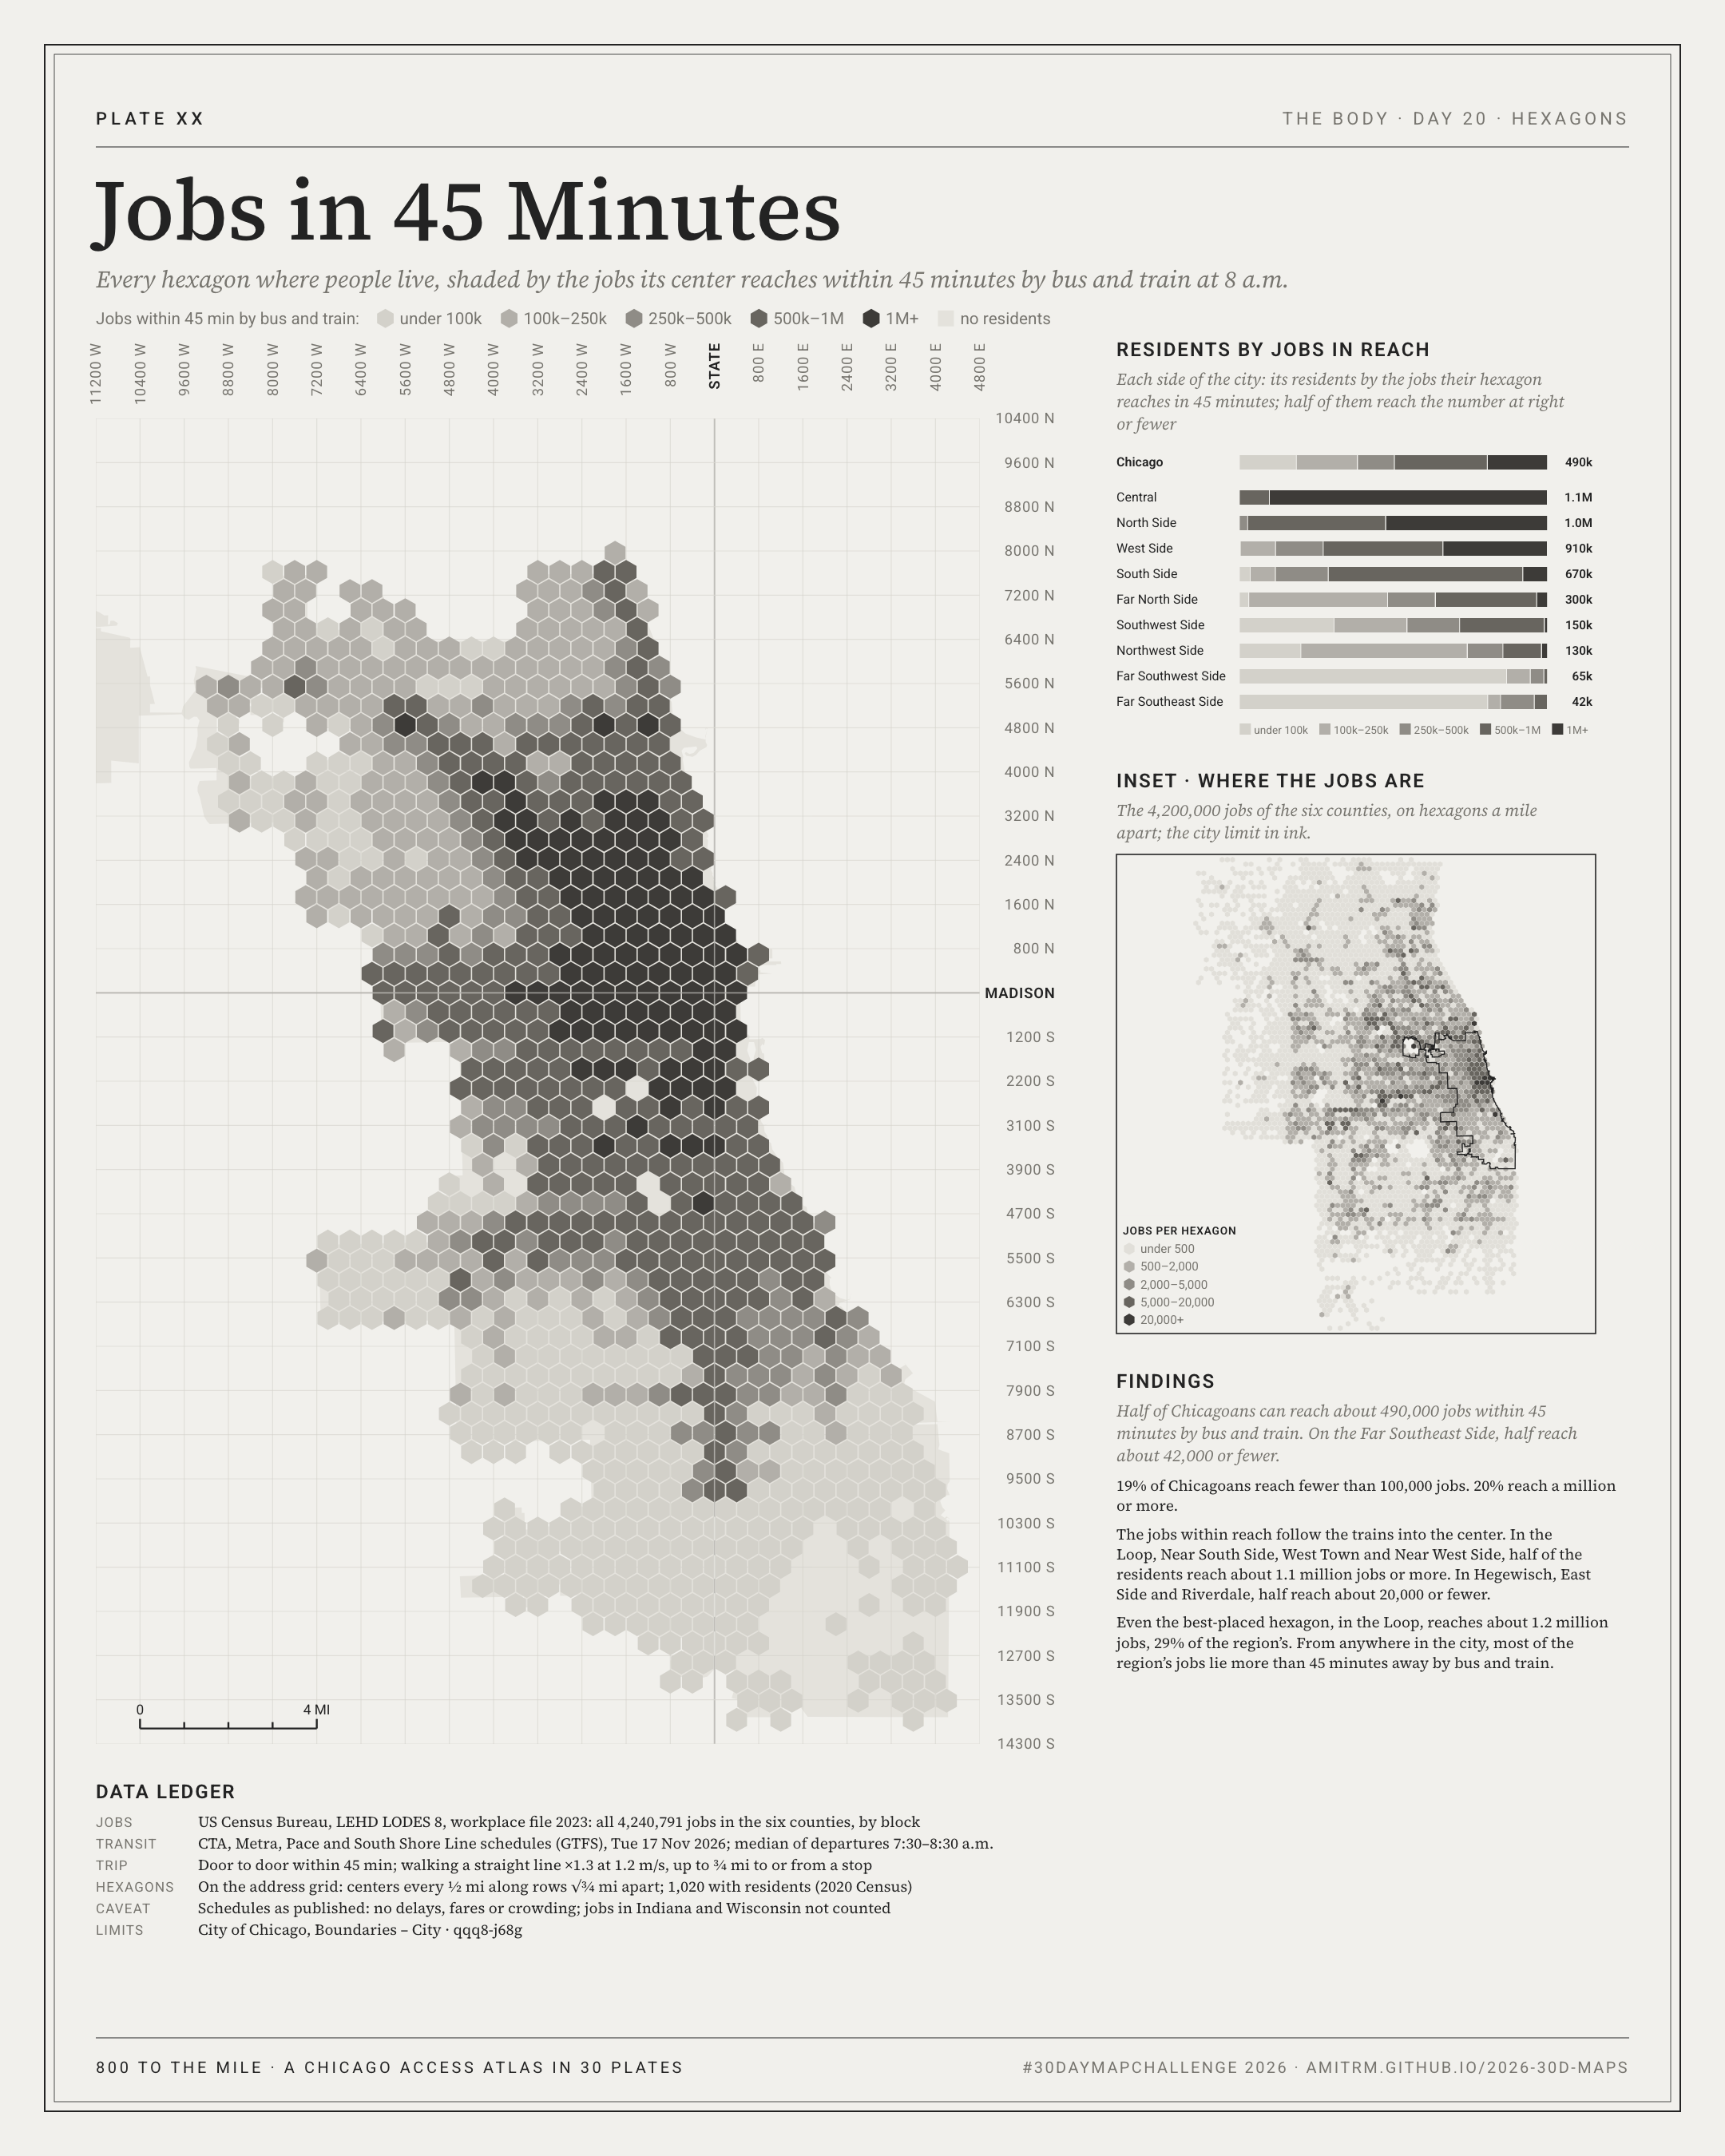 PLATE XX
THE BODY · DAY 20 · HEXAGONS
Jobs in 45 Minutes
Every hexagon where people live, shaded by the jobs its center reaches within 45 minutes by bus and train at 8 a.m.
Jobs within 45 min by bus and train: under 100k 100k–250k 250k–500k 500k–1M 1M+ no residents
11200 W
10400 W
9600 W
8800 W
8000 W
7200 W
6400 W
5600 W
4800 W
4000 W
3200 W
2400 W
1600 W
800 W
STATE
800 E
1600 E
2400 E
3200 E
4000 E
4800 E
10400 N
9600 N
8800 N
8000 N
7200 N
6400 N
5600 N
4800 N
4000 N
3200 N
2400 N
1600 N
800 N
MADISON
1200 S
2200 S
3100 S
3900 S
4700 S
5500 S
6300 S
7100 S
7900 S
8700 S
9500 S
10300 S
11100 S
11900 S
12700 S
13500 S
14300 S
0 4 MI
RESIDENTS BY JOBS IN REACH
Each side of the city: its residents by the jobs their hexagon
reaches in 45 minutes; half of them reach the number at right
or fewer
Chicago 490k
Central 1.1M
North Side 1.0M
West Side 910k
South Side 670k
Far North Side 300k
Southwest Side 150k
Northwest Side 130k
Far Southwest Side 65k
Far Southeast Side 42k
under 100k 100k–250k 250k–500k 500k–1M 1M+
INSET · WHERE THE JOBS ARE
The 4,200,000 jobs of the six counties, on hexagons a mile
apart; the city limit in ink.
JOBS PER HEXAGON
under 500
500–2,000
2,000–5,000
5,000–20,000
20,000+
FINDINGS
Half of Chicagoans can reach about 490,000 jobs within 45
minutes by bus and train. On the Far Southeast Side, half reach
about 42,000 or fewer.
19% of Chicagoans reach fewer than 100,000 jobs. 20% reach a million
or more.
The jobs within reach follow the trains into the center. In the
Loop, Near South Side, West Town and Near West Side, half of the
residents reach about 1.1 million jobs or more. In Hegewisch, East
Side and Riverdale, half reach about 20,000 or fewer.
Even the best-placed hexagon, in the Loop, reaches about 1.2 million
jobs, 29% of the region’s. From anywhere in the city, most of the
region’s jobs lie more than 45 minutes away by bus and train.
DATA LEDGER
JOBS US Census Bureau, LEHD LODES 8, workplace file 2023: all 4,240,791 jobs in the six counties, by block
TRANSIT CTA, Metra, Pace and South Shore Line schedules (GTFS), Tue 17 Nov 2026; median of departures 7:30–8:30 a.m.
TRIP Door to door within 45 min; walking a straight line ×1.3 at 1.2 m/s, up to ¾ mi to or from a stop
HEXAGONS On the address grid: centers every ½ mi along rows √¾ mi apart; 1,020 with residents (2020 Census)
CAVEAT Schedules as published: no delays, fares or crowding; jobs in Indiana and Wisconsin not counted
LIMITS City of Chicago, Boundaries – City · qqq8-j68g
800 TO THE MILE · A CHICAGO ACCESS ATLAS IN 30 PLATES
#30DAYMAPCHALLENGE 2026 · AMITRM.GITHUB.IO/2026-30D-MAPS